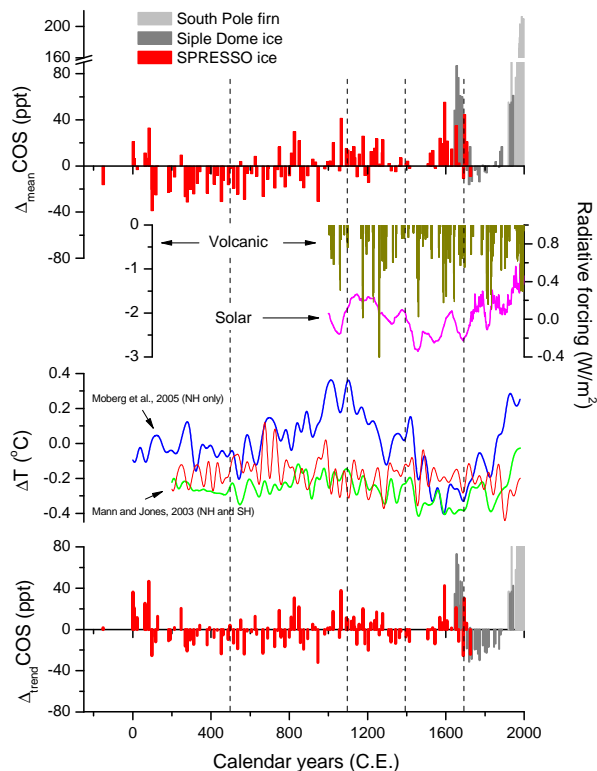 South Pole firn
Siple Dome ice
SPRESSO ice
200
160
80
40
0
-40
-80
Δmean COS (ppt)
0
-1
-2
-3
Volcanic
Solar
0.8
0.4
0.0
-0.4
Radiative forcing (W/m²)
0.4
0.2
0.0
-0.2
-0.4
ΔT (°C)
Moberg et al., 2005 (NH only)
Mann and Jones, 2003 (NH and SH)
80
40
0
-40
-80
Δtrend COS (ppt)
0 400 800 1200 1600 2000
Calendar years (C.E.)